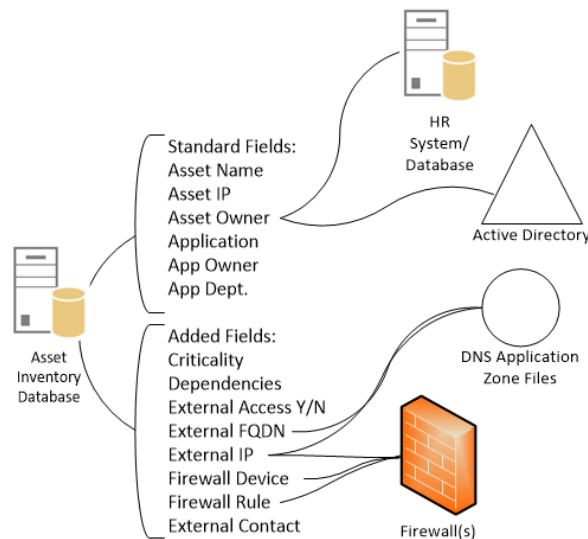 HR
System/
Database
Standard Fields:
Asset Name
Asset IP
Asset Owner
Application
App Owner
App Dept.
Active Directory
Asset
Inventory
Database
Added Fields:
Criticality
Dependencies
External Access Y/N
External FQDN
External IP
Firewall Device
Firewall Rule
External Contact
DNS Application
Zone Files
Firewall(s)